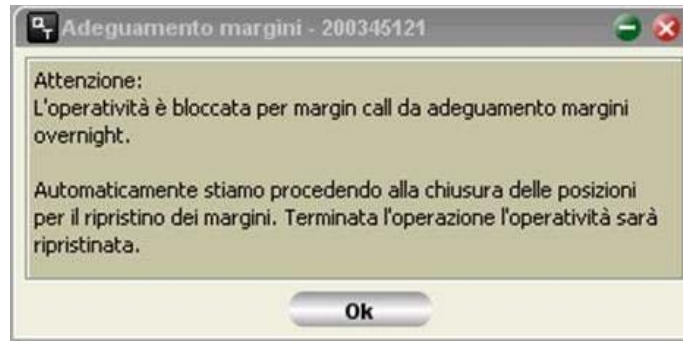 Adeguamento margini - 200345121
Attenzione:
L'operatività è bloccata per margin call da adeguamento margini
overnight.
Automaticamente stiamo procedendo alla chiusura delle posizioni
per il ripristino dei margini. Terminata l'operazione l'operatività sarà
ripristinata.
Ok